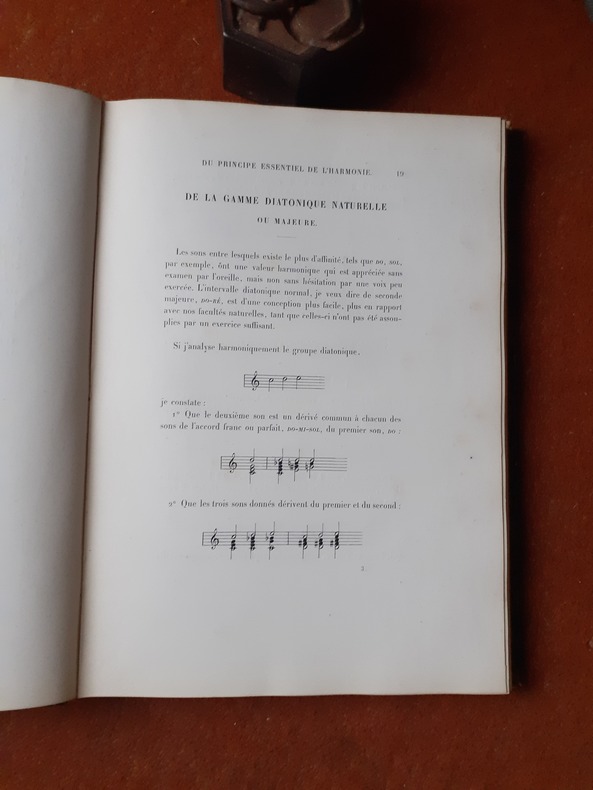 DU PRINCIPE ESSENTIEL DE L'HARMONIE. 19
DE LA GAMME DIATONIQUE NATURELLE
OU MAJEURE.
Les sons entre lesquels existe le plus d'affinité, tels que DO, SOL,
par exemple, ont une valeur harmonique qui est appréciée sans
examen par l'oreille, mais non sans hésitation par une voix peu
exercée. L'intervalle diatonique normal, je veux dire de seconde
majeure, DO-RÉ, est d'une conception plus facile, plus en rapport
avec nos facultés naturelles, tant que celles-ci n'ont pas été assou-
plies par un exercice suffisant.
Si j'analyse harmoniquement le groupe diatonique,
je constate :
1° Que le deuxième son est un dérivé commun à chacun des
sons de l'accord franc ou parfait, DO-MI-SOL, du premier son, DO :
2° Que les trois sons donnés dérivent du premier et du second :
3